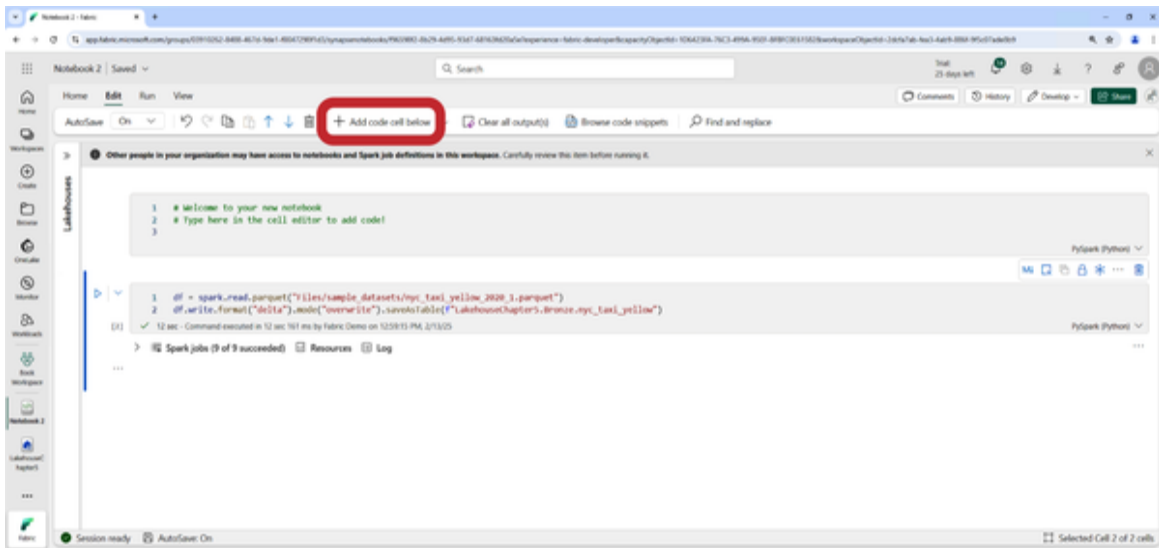 Notebook 2 - Fabric
Notebook 2 | Saved
Search
Trial:
25 days left
Home Edit Run View
Comments History Develop Share
AutoSave On Add code cell below Clear all output(s) Browse code snippets Find and replace
Other people in your organization may have access to notebooks and Spark job definitions in this workspace. Carefully review this item before running it.
Home
Workspaces
Create
Browse
OneLake
Monitor
Workloads
Book
Workspace
Notebook 2
LakehouseC
hapter5
Fabric
Lakehouses
1 # Welcome to your new notebook
2 # Type here in the cell editor to add code!
3
PySpark (Python)
1 df = spark.read.parquet("Files/sample_datasets/nyc_taxi_yellow_2020_1.parquet")
2 df.write.format("delta").mode("overwrite").saveAsTable(f"LakehouseChapter5.Bronze.nyc_taxi_yellow")
12 sec - Command executed in 12 sec 161 ms by Fabric Demo on 12:59:15 PM, 2/13/25
PySpark (Python)
Spark jobs (9 of 9 succeeded) Resources Log
Session ready AutoSave: On
Selected Cell 2 of 2 cells